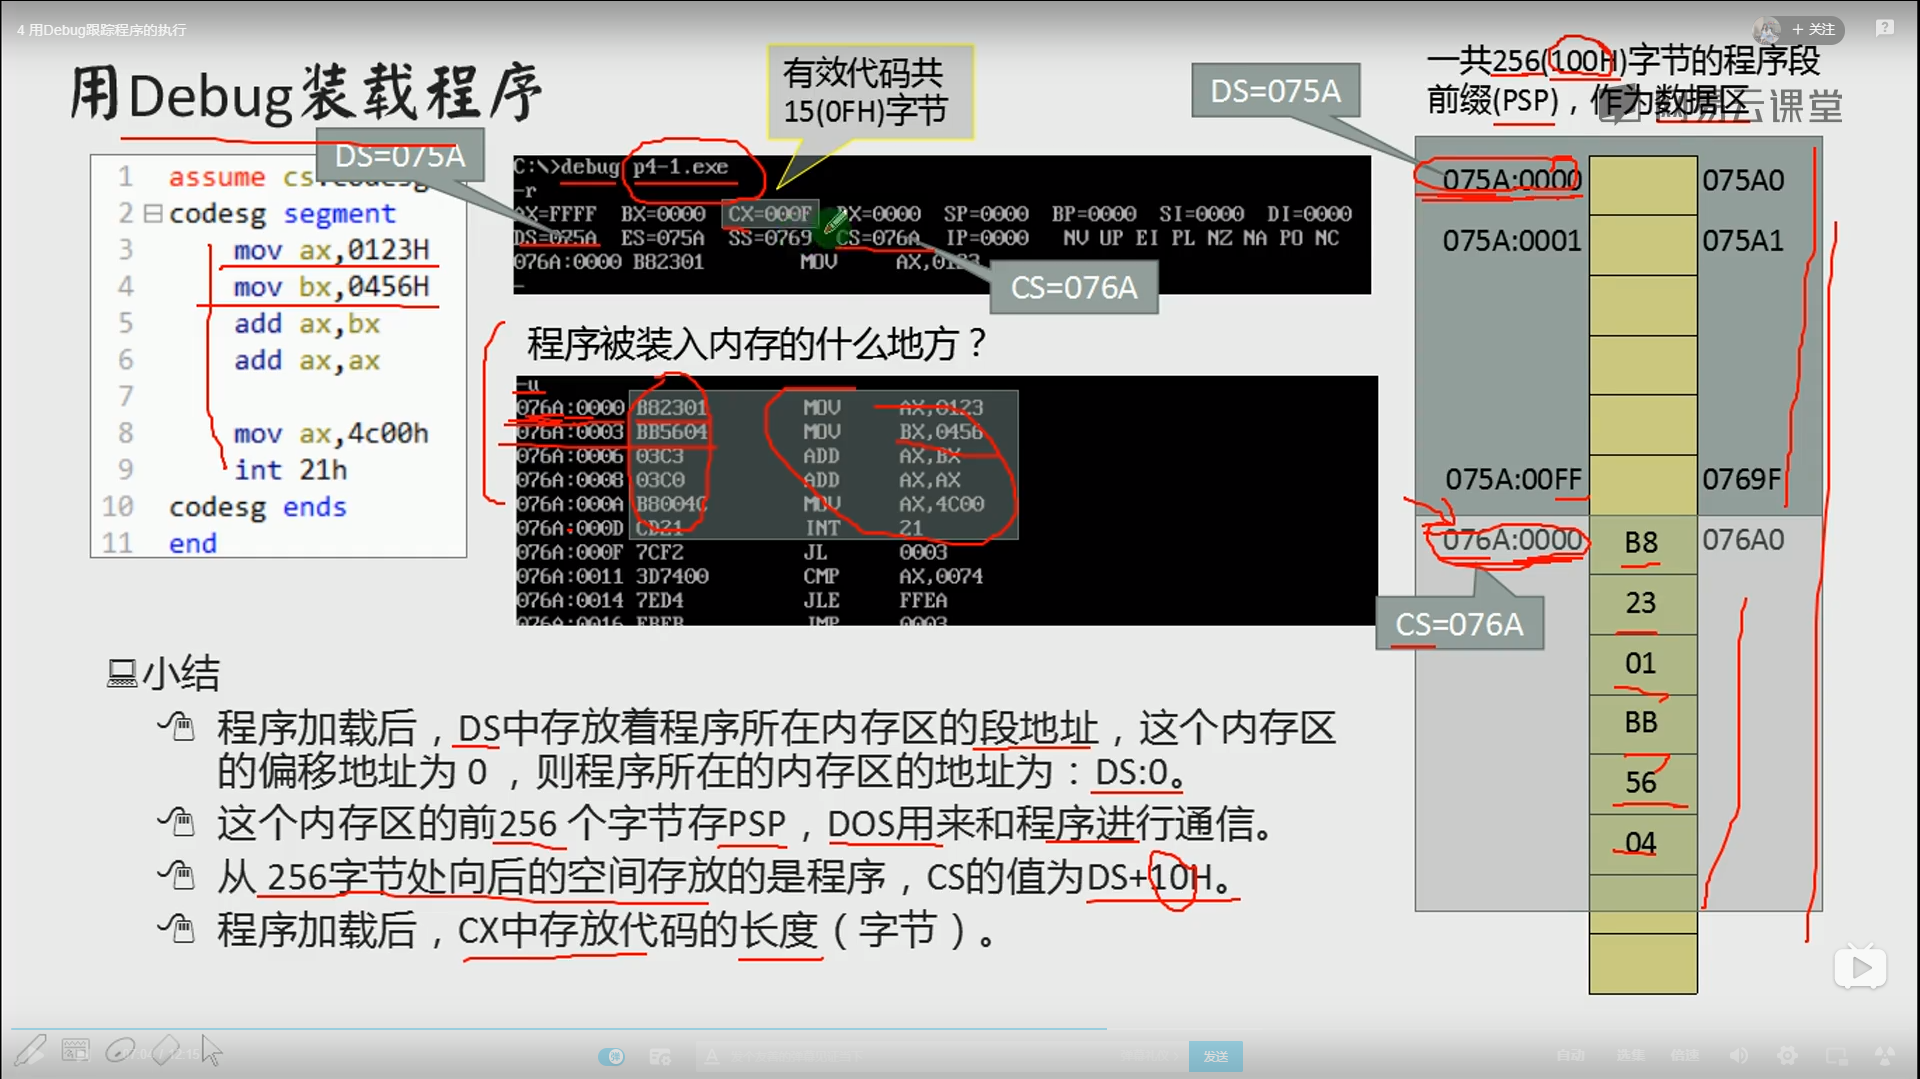 4 用Debug跟踪程序的执行
+ 关注
用Debug装载程序
有效代码共
15(0FH)字节
DS=075A
DS=075A
一共256(100H)字节的程序段
前缀(PSP)，作为数据区
云课堂
1 assume cs:codesg
2 codesg segment
3 mov ax,0123H
4 mov bx,0456H
5 add ax,bx
6 add ax,ax
7
8 mov ax,4c00h
9 int 21h
10 codesg ends
11 end
C:\>debug p4-1.exe
-r
AX=FFFF BX=0000 CX=000F DX=0000 SP=0000 BP=0000 SI=0000 DI=0000
DS=075A ES=075A SS=0769 CS=076A IP=0000 NV UP EI PL NZ NA PO NC
076A:0000 B82301 MOV AX,0123
-
CS=076A
程序被装入内存的什么地方？
-u
076A:0000 B82301 MOV AX,0123
076A:0003 BB5604 MOV BX,0456
076A:0006 03C3 ADD AX,BX
076A:0008 03C0 ADD AX,AX
076A:000A B8004C MOV AX,4C00
076A:000D CD21 INT 21
076A:000F 7CF2 JL 0003
076A:0011 3D7400 CMP AX,0074
076A:0014 7ED4 JLE FFEA
076A:0016 EBEB JMP 0003
075A:0000 075A0
075A:0001 075A1
075A:00FF 0769F
076A:0000 B8 076A0
CS=076A
23
01
BB
56
04
小结
程序加载后，DS中存放着程序所在内存区的段地址，这个内存区
的偏移地址为 0 ，则程序所在的内存区的地址为：DS:0。
这个内存区的前256 个字节存PSP，DOS用来和程序进行通信。
从 256字节处向后的空间存放的是程序，CS的值为DS+10H。
程序加载后，CX中存放代码的长度（字节）。
发送
自动 选集 倍速